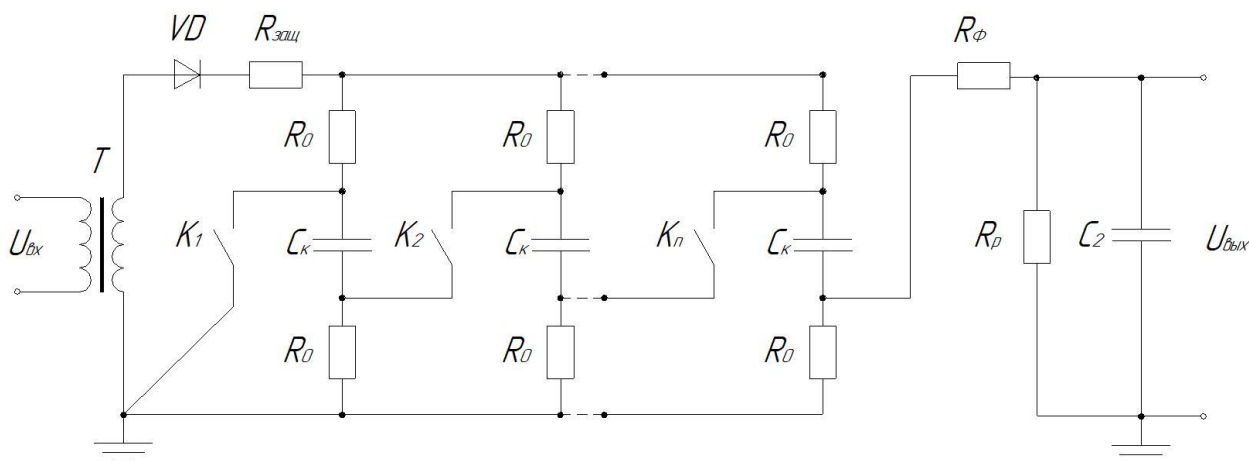 VD Rзащ Rф
R0 R0 R0
T
Uвх K1 Cк K2 Cк Kп Cк Rр C2 Uвых
R0 R0 R0